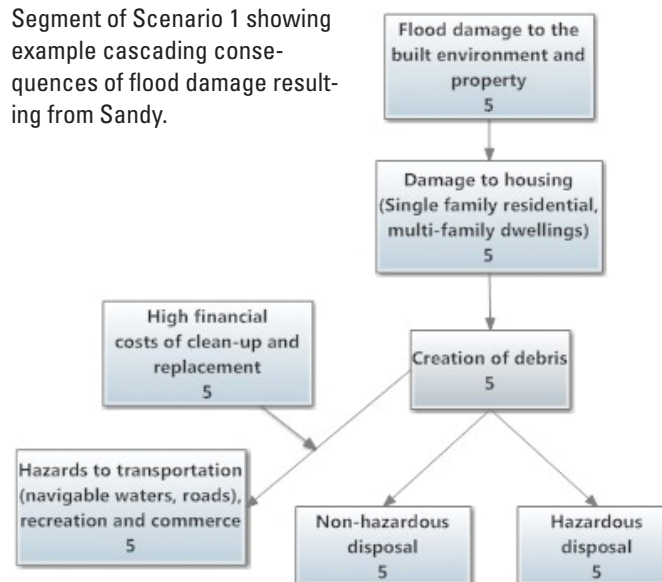 Segment of Scenario 1 showing
example cascading conse-
quences of flood damage result-
ing from Sandy.
Flood damage to the
built environment and
property
5
Damage to housing
(Single family residential,
multi-family dwellings)
5
High financial
costs of clean-up and
replacement
5
Creation of debris
5
Hazards to transportation
(navigable waters, roads),
recreation and commerce
5
Non-hazardous
disposal
5
Hazardous
disposal
5